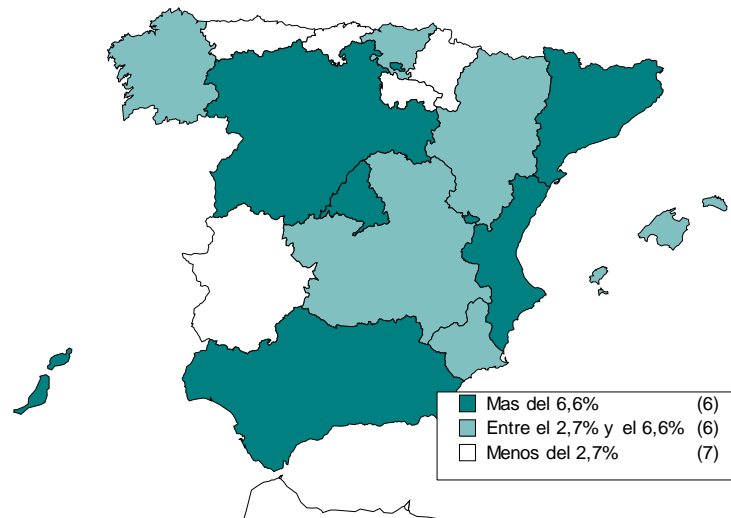 Mas del 6,6% (6)
Entre el 2,7% y el 6,6% (6)
Menos del 2,7% (7)